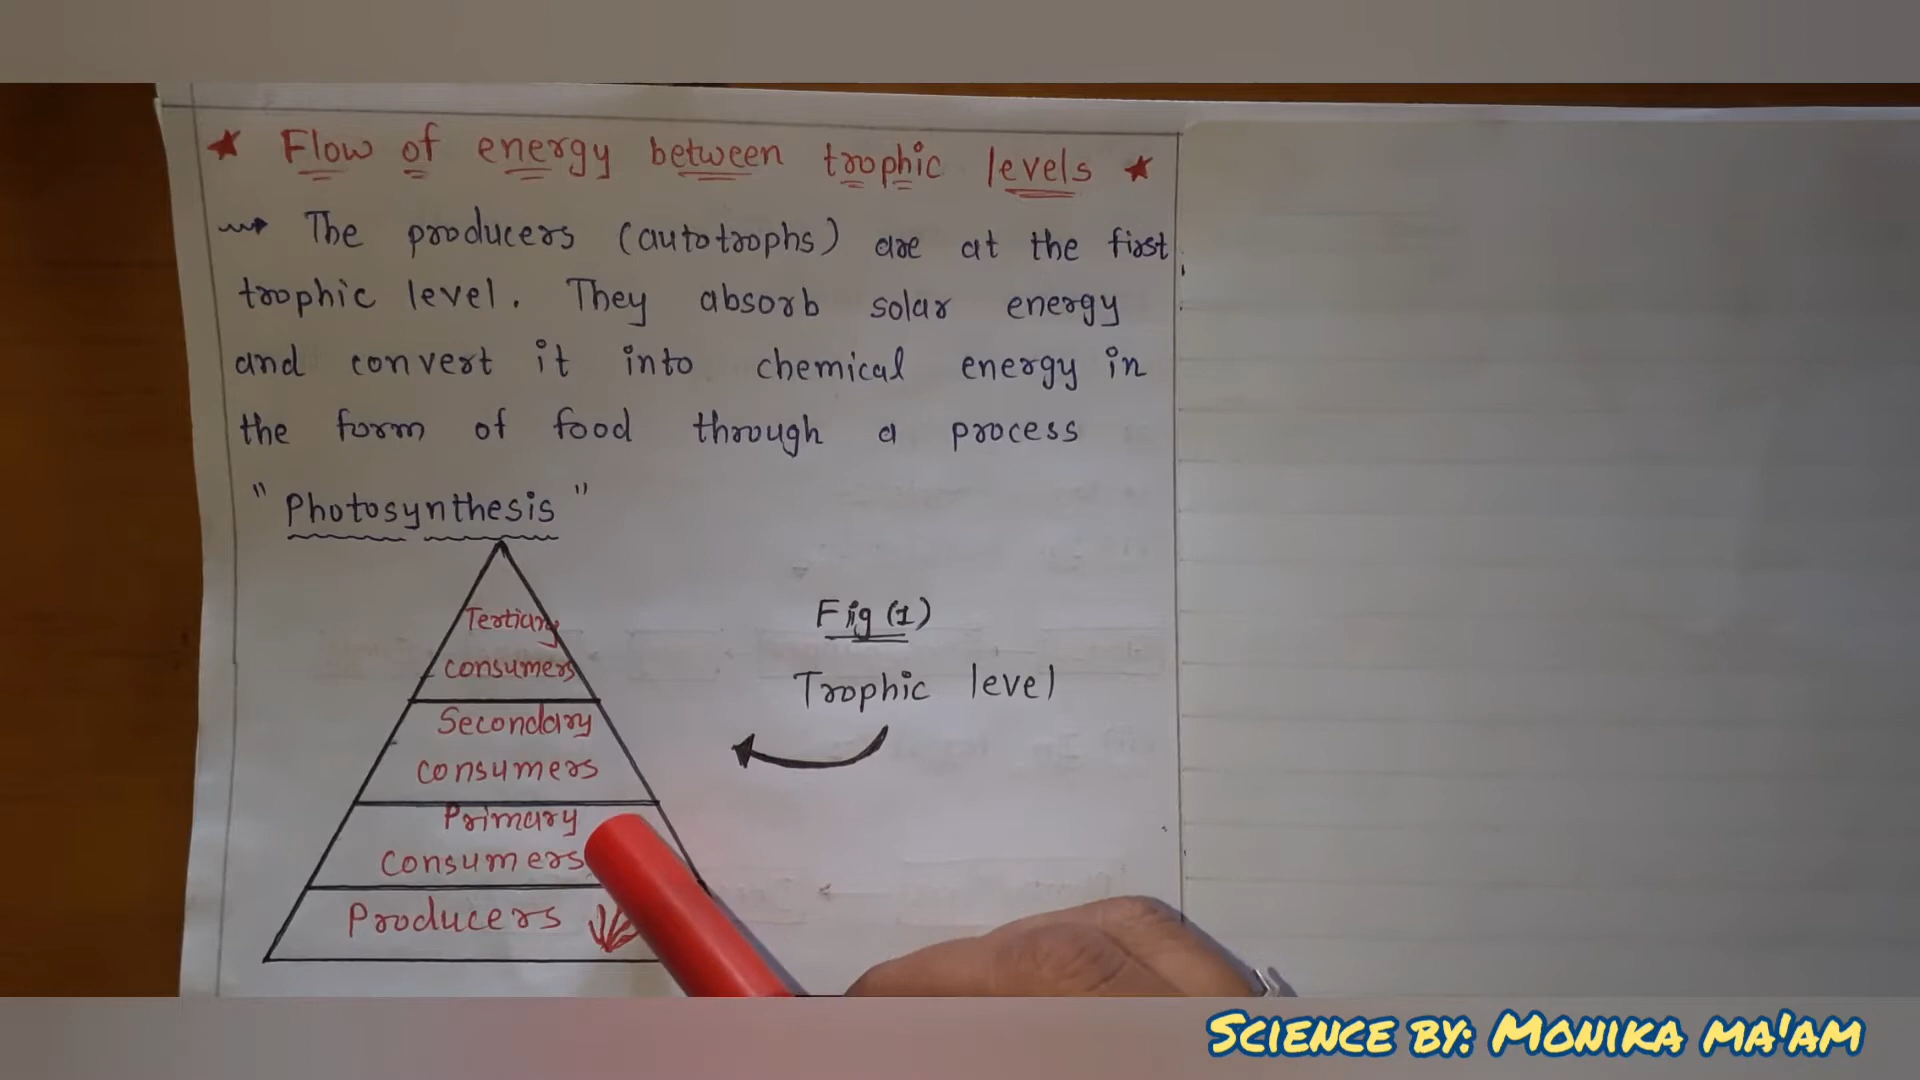 ★ Flow of energy between trophic levels ★
The producers (autotrophs) are at the first
trophic level. They absorb solar energy
and convert it into chemical energy in
the form of food through a process
"Photosynthesis"
Tertiary
consumers
Secondary
consumers
Primary
consumers
Producers
Fig (1)
Trophic level
Science by: Monika ma'am